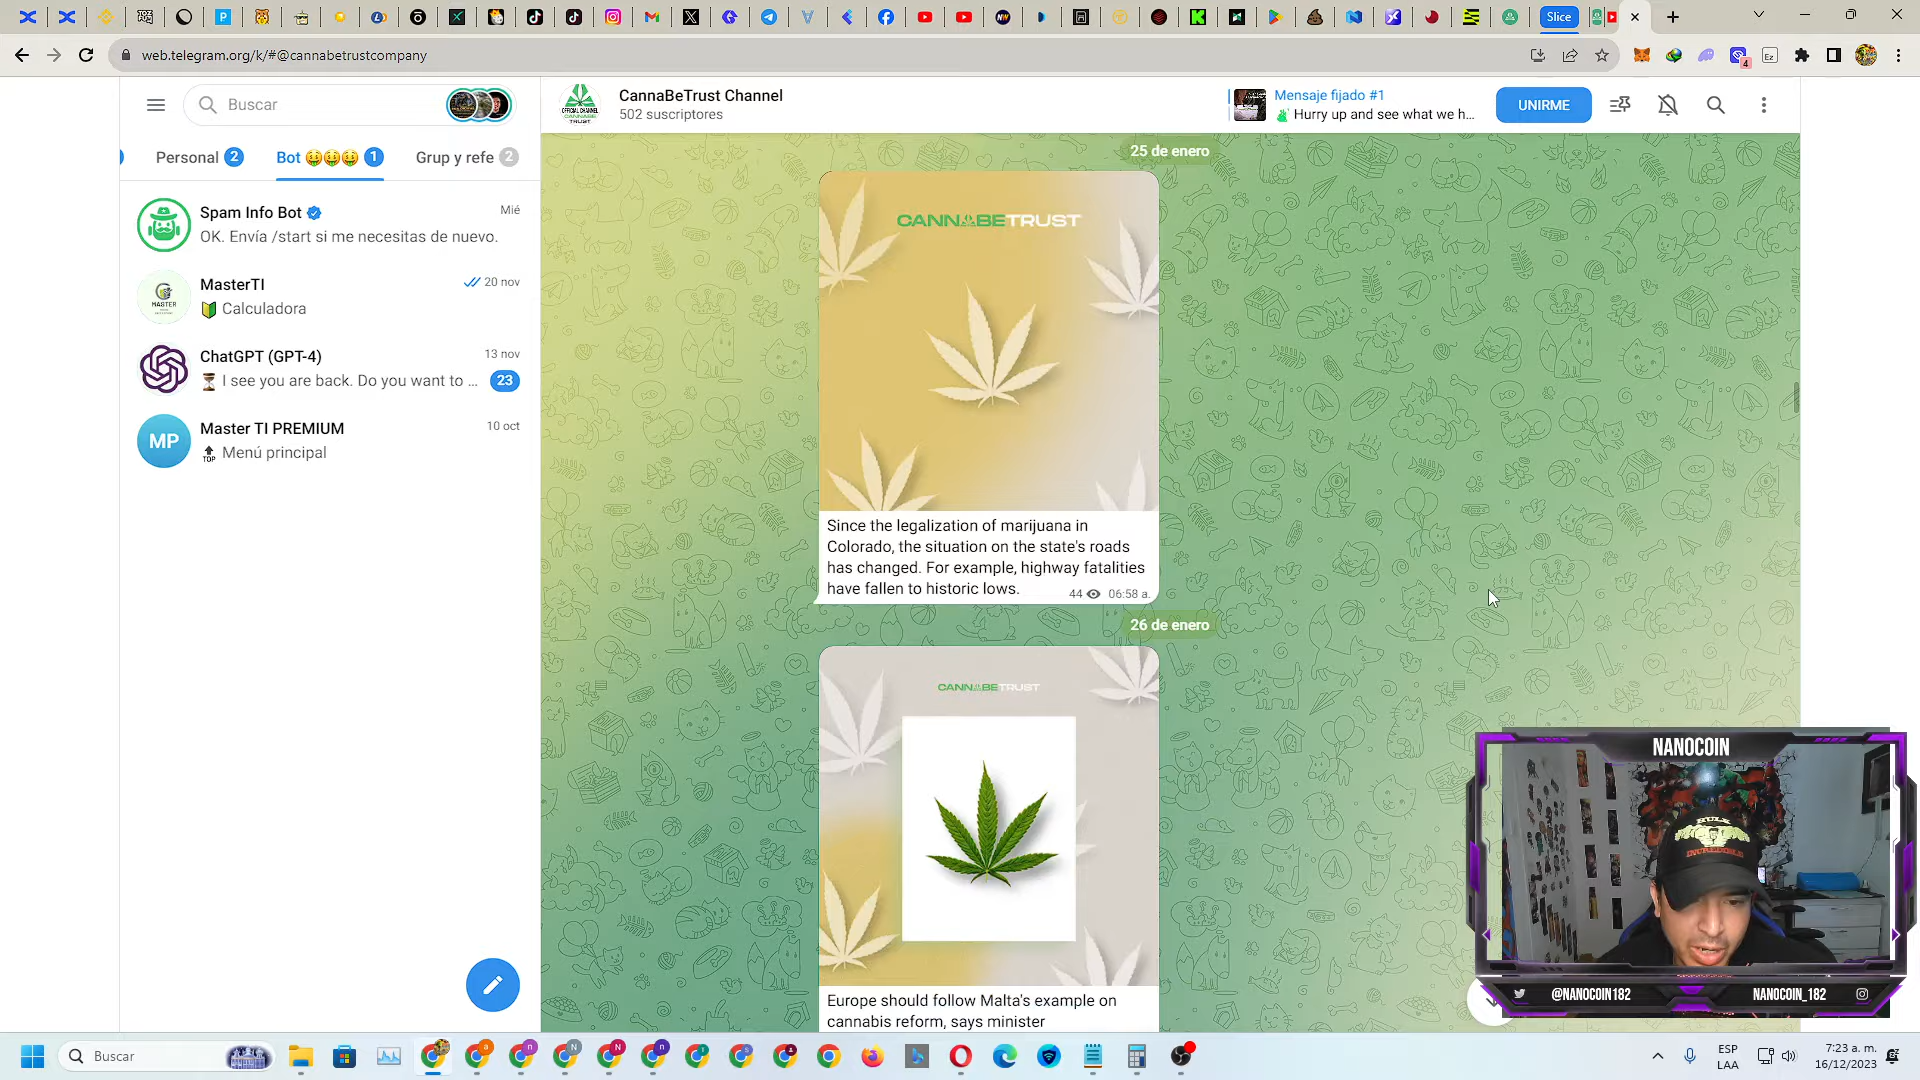 Slice
web.telegram.org/k/#@cannabetrustcompany
4
Ez
Buscar
Personal 2
Bot 🤑🤑🤑 1
Grup y refe 2
Spam Info Bot
Mié
OK. Envía /start si me necesitas de nuevo.
MasterTI
20 nov
Calculadora
ChatGPT (GPT-4)
13 nov
I see you are back. Do you want to ...
23
MP
Master TI PREMIUM
10 oct
TOP Menú principal
CannaBeTrust Channel
502 suscriptores
Mensaje fijado #1
Hurry up and see what we h...
UNIRME
25 de enero
CANNABETRUST
Since the legalization of marijuana in
Colorado, the situation on the state's roads
has changed. For example, highway fatalities
have fallen to historic lows.
44 06:58 a.
26 de enero
CANNABETRUST
Europe should follow Malta's example on
cannabis reform, says minister
NANOCOIN
HULK
INCREDIBLE
@NANOCOIN182
NANOCOIN_182
Buscar
ESP
LAA
7:23 a. m.
16/12/2023